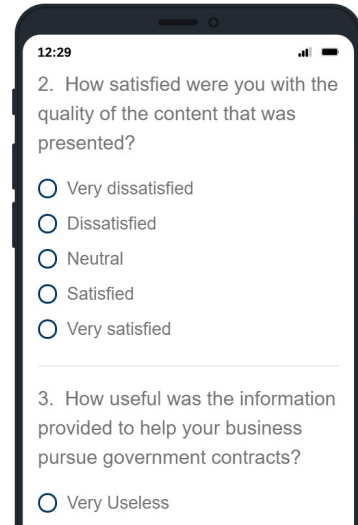 12:29
2. How satisfied were you with the
quality of the content that was
presented?
Very dissatisfied
Dissatisfied
Neutral
Satisfied
Very satisfied
3. How useful was the information
provided to help your business
pursue government contracts?
Very Useless